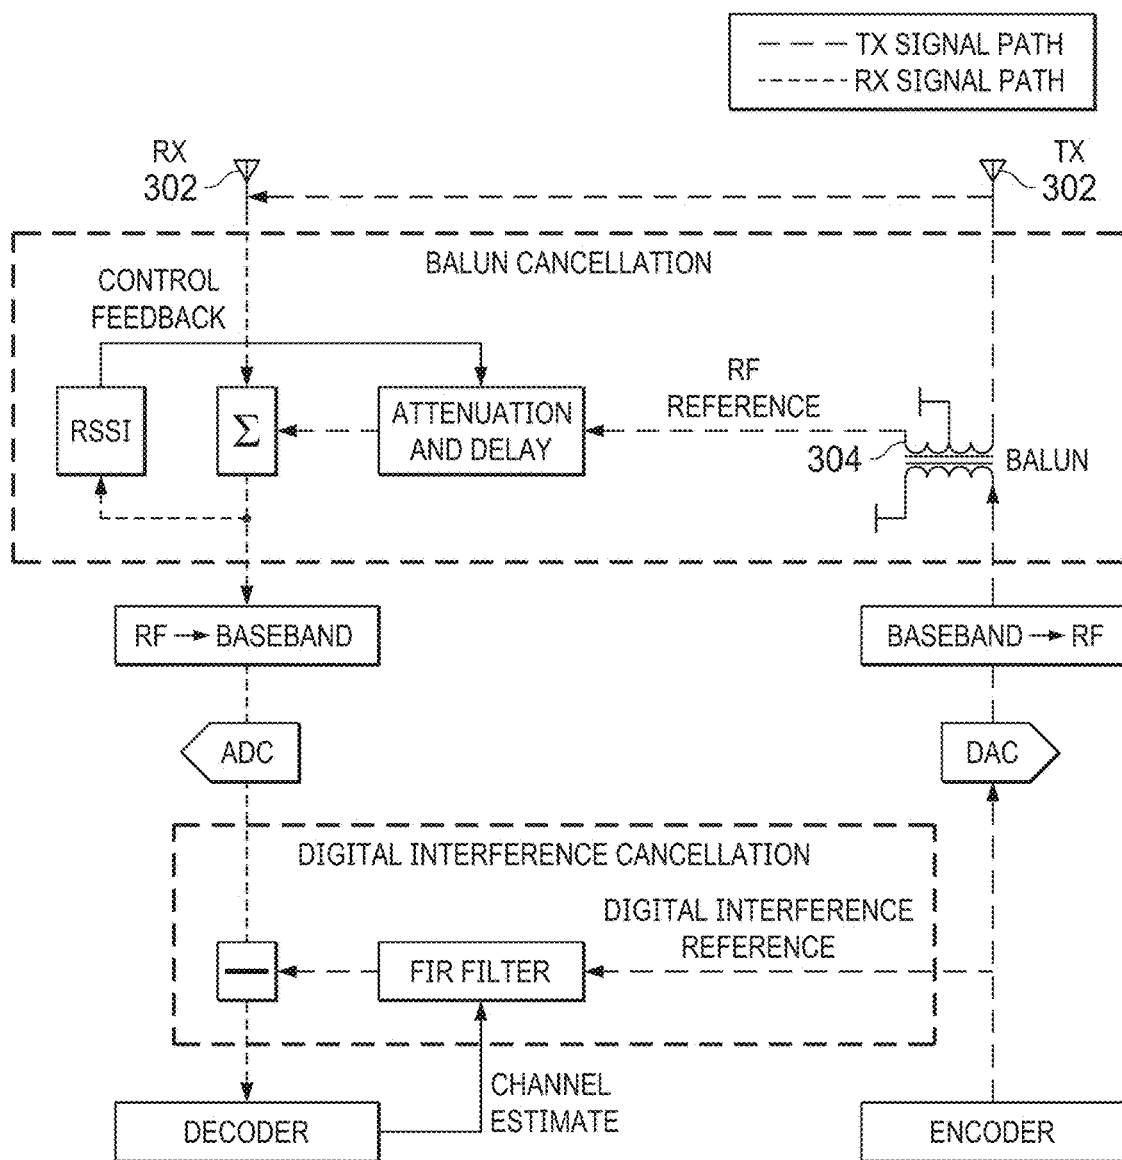 TX SIGNAL PATH
RX SIGNAL PATH
RX
302
TX
302
BALUN CANCELLATION
CONTROL
FEEDBACK
RF
REFERENCE
RSSI
Σ
ATTENUATION
AND DELAY
304
BALUN
RF → BASEBAND
BASEBAND → RF
ADC
DAC
DIGITAL INTERFERENCE CANCELLATION
DIGITAL INTERFERENCE
REFERENCE
FIR FILTER
CHANNEL
ESTIMATE
DECODER
ENCODER